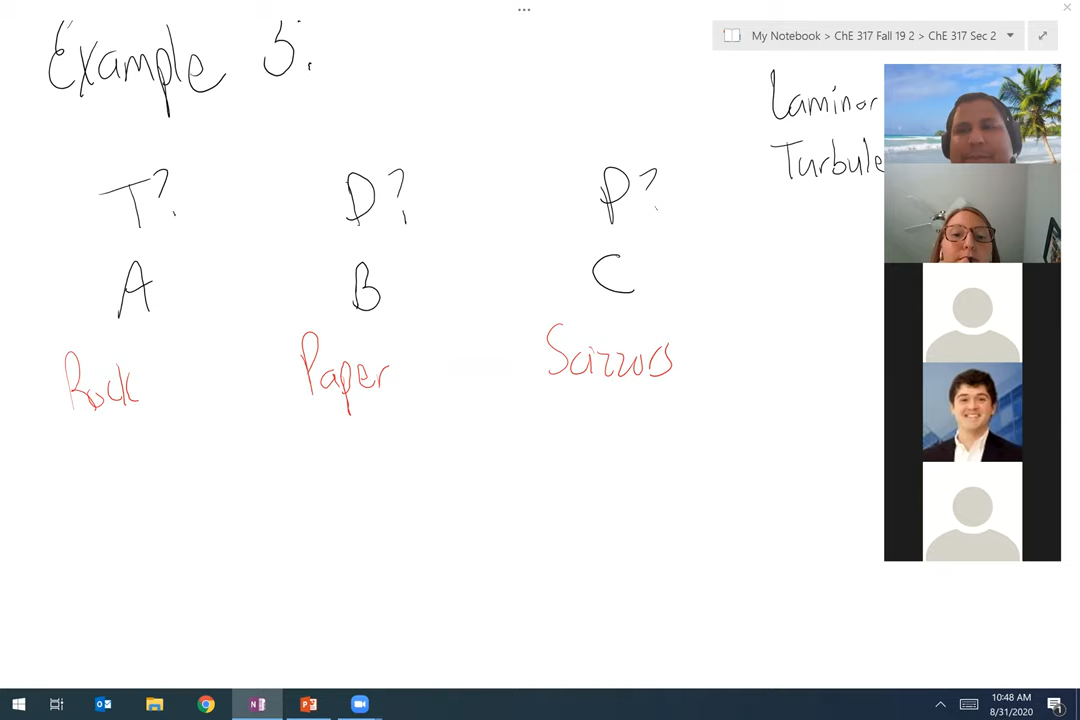 My Notebook > ChE 317 Fall 19 2 > ChE 317 Sec 2
Example 5:
Laminar
Turbule
T? D? P?
A B C
Rock Paper Scizzors
10:48 AM
8/31/2020